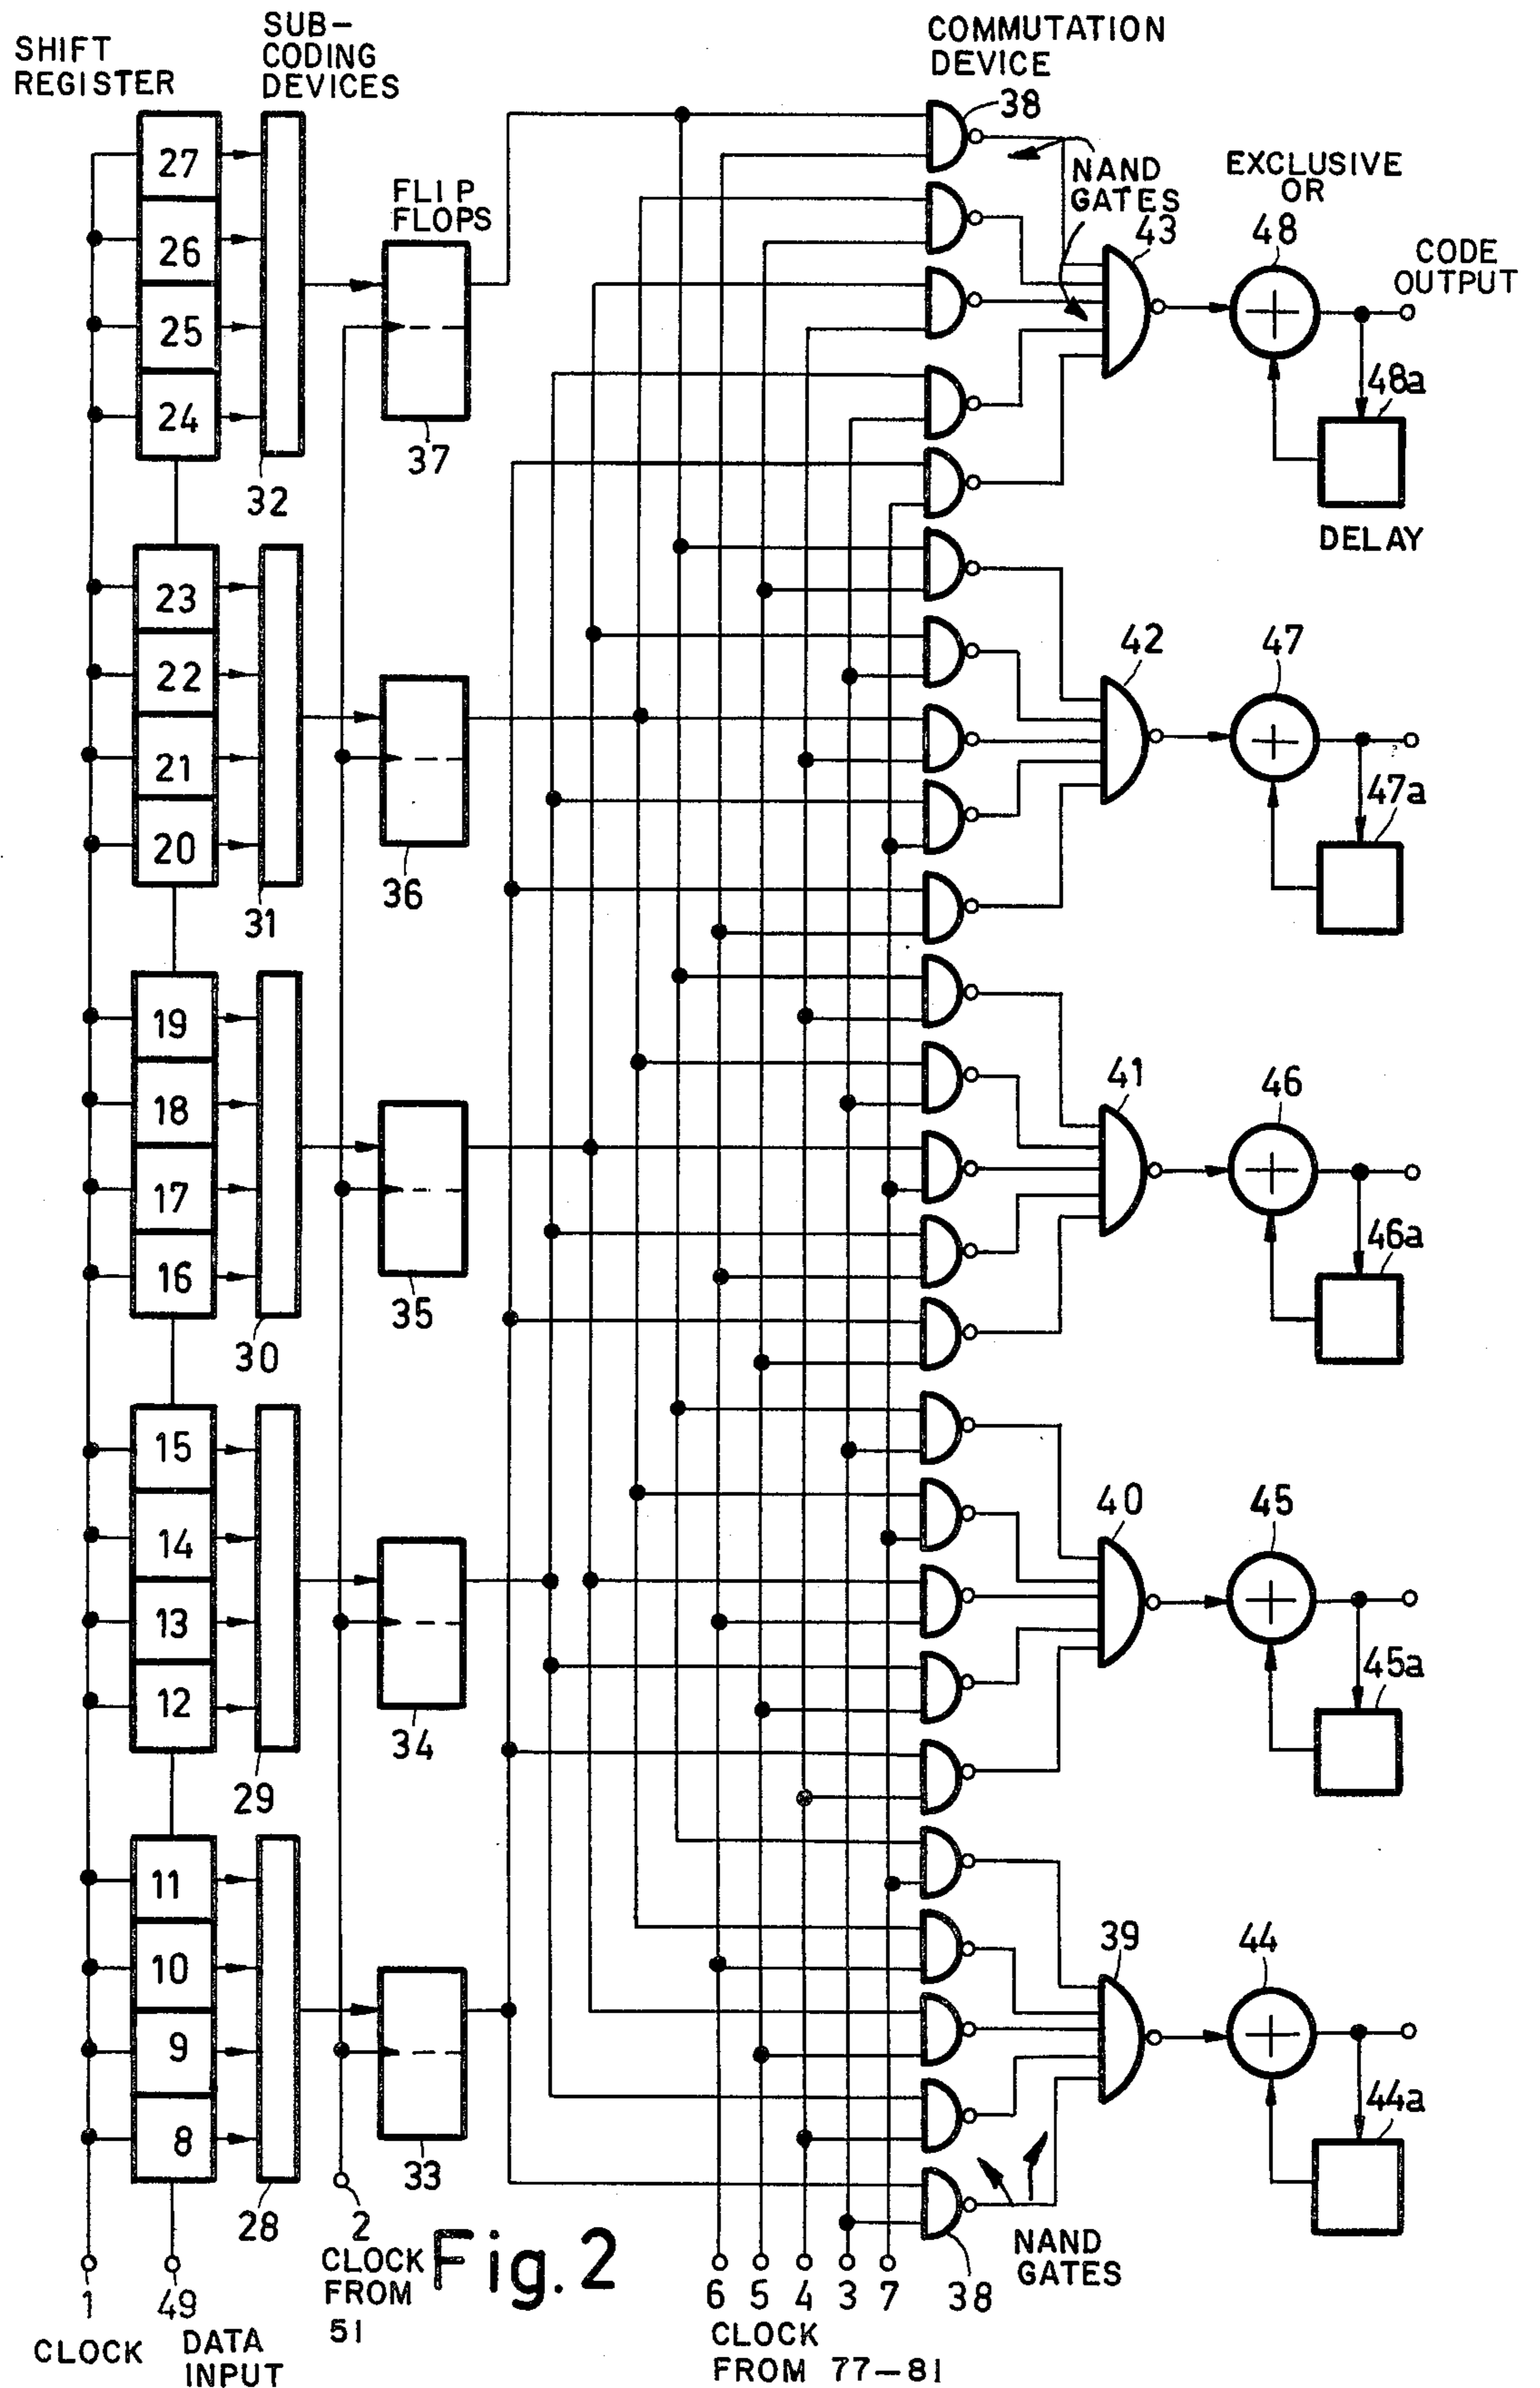 SHIFT
REGISTER
SUB-
CODING
DEVICES
COMMUTATION
DEVICE
38
27
26
25
24
32
FLIP
FLOPS
37
NAND
GATES
43
EXCLUSIVE
OR
48
CODE
OUTPUT
48a
DELAY
23
22
21
20
31
36
42
47
47a
19
18
17
16
30
35
41
46
46a
15
14
13
12
29
34
40
45
45a
11
10
9
8
28
33
39
44
44a
NAND
GATES
38
1
CLOCK
49
DATA
INPUT
2
CLOCK
FROM
51
Fig.2
6 5 4 3 7
CLOCK
FROM 77-81